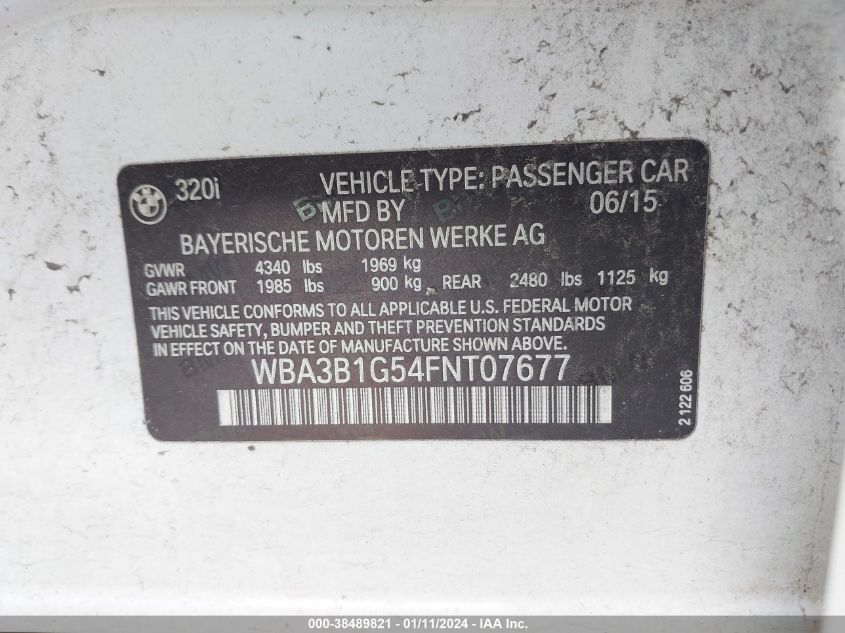 320i VEHICLE TYPE: PASSENGER CAR
MFD BY 06/15
BAYERISCHE MOTOREN WERKE AG
GVWR 4340 lbs 1969 kg
GAWR FRONT 1985 lbs 900 kg REAR 2480 lbs 1125 kg
THIS VEHICLE CONFORMS TO ALL APPLICABLE U.S. FEDERAL MOTOR
VEHICLE SAFETY, BUMPER AND THEFT PREVENTION STANDARDS
IN EFFECT ON THE DATE OF MANUFACTURE SHOWN ABOVE.
WBA3B1G54FNT07677
2 122 606
000-38489821 - 01/11/2024 - IAAI.COM